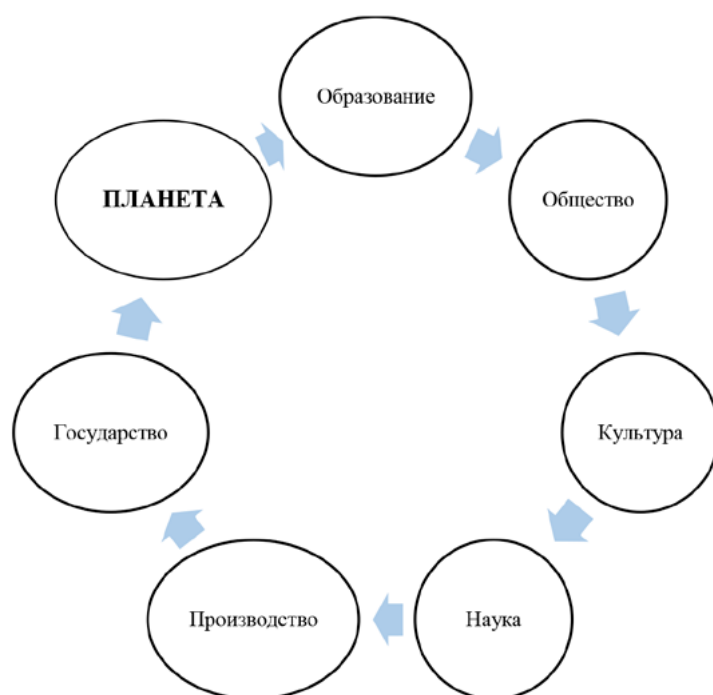 Образование
Общество
Культура
Наука
Производство
Государство
ПЛАНЕТА